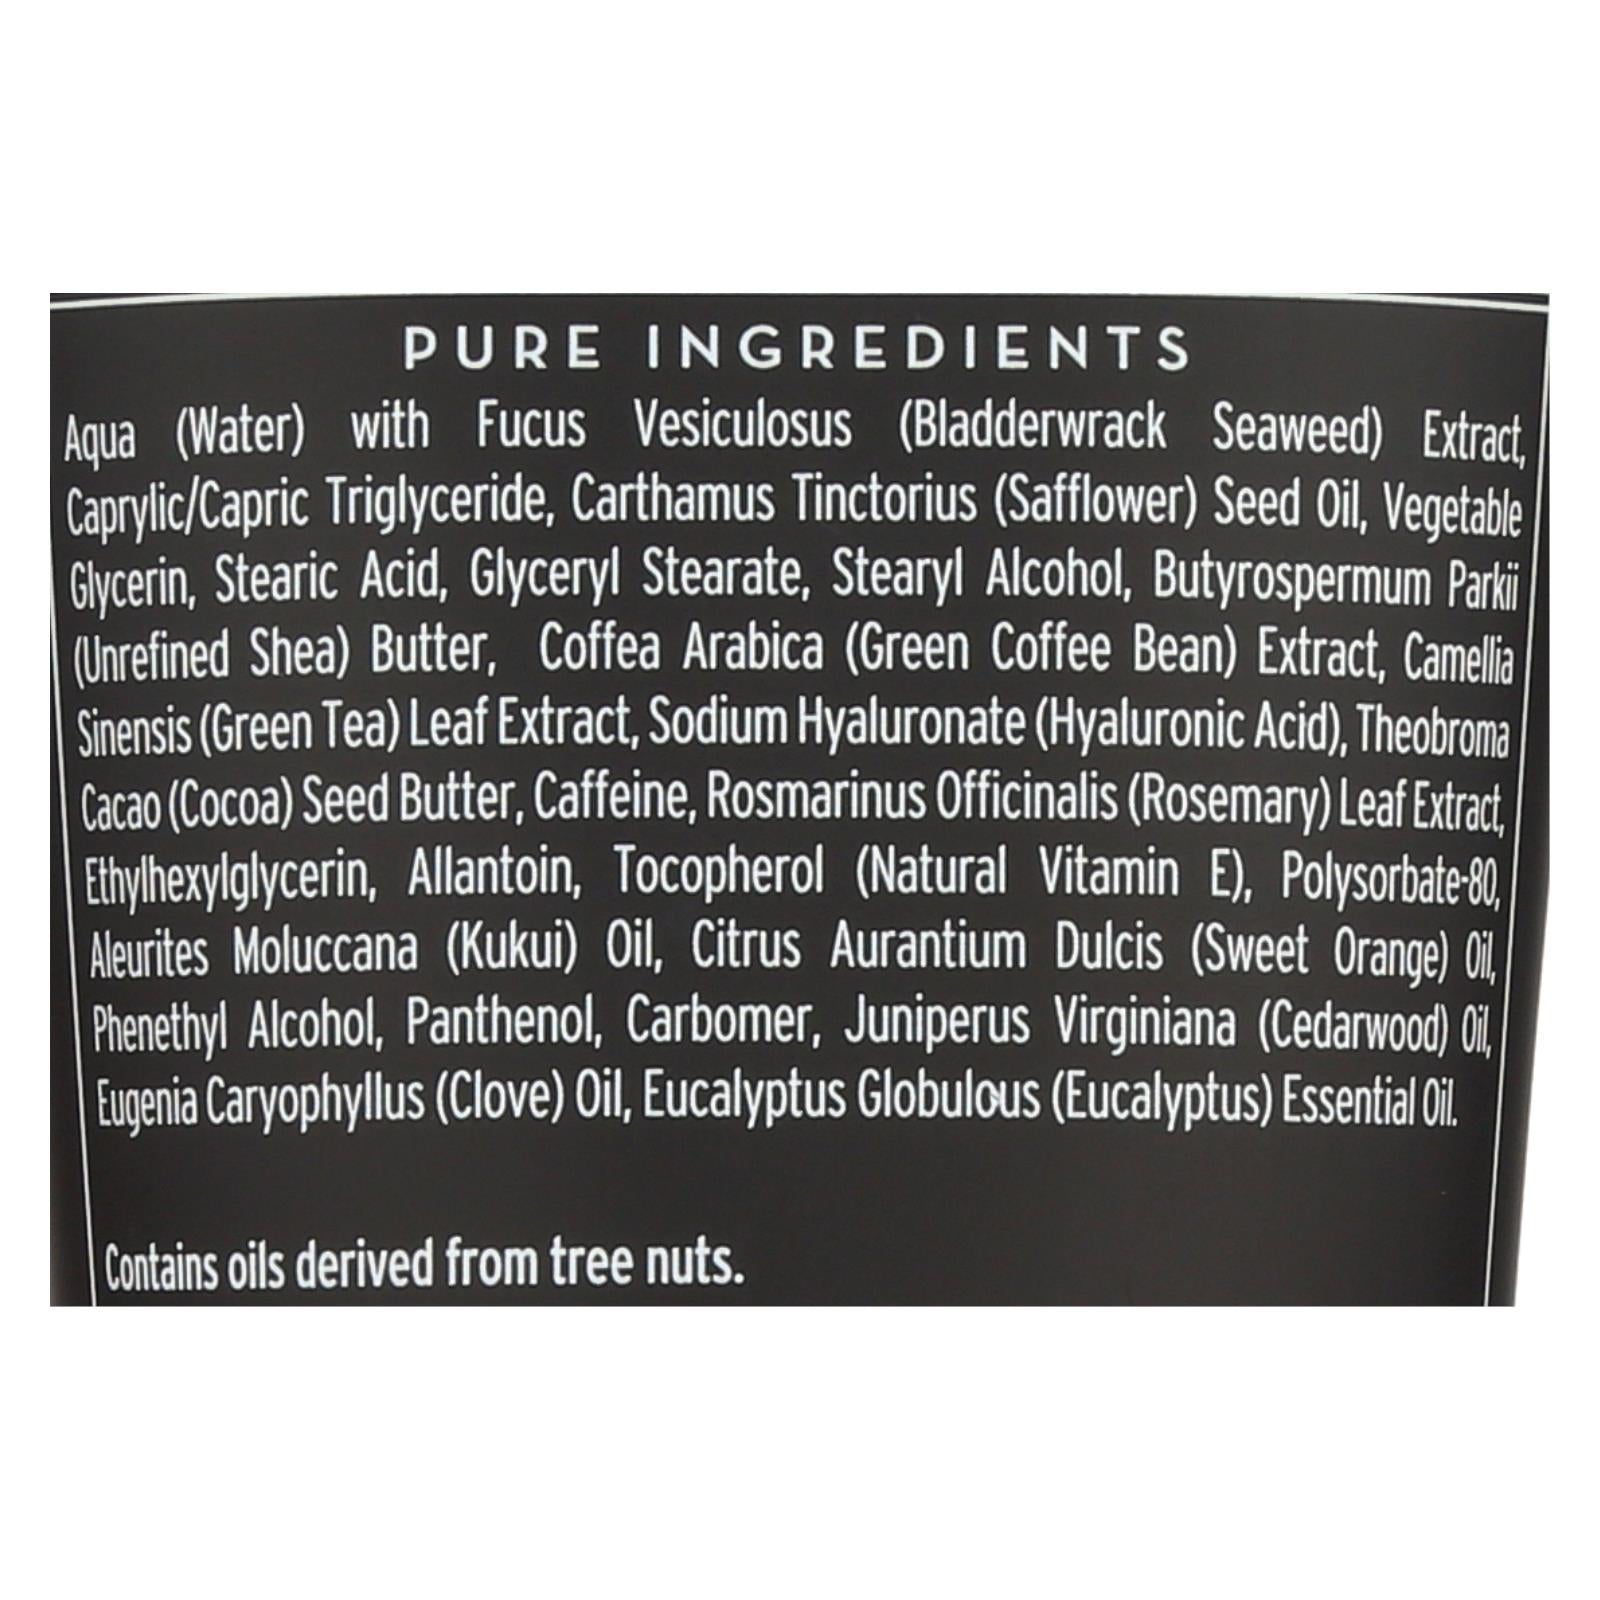 PURE INGREDIENTS
Aqua (Water) with Fucus Vesiculosus (Bladderwrack Seaweed) Extract,
Caprylic/Capric Triglyceride, Carthamus Tinctorius (Safflower) Seed Oil, Vegetable
Glycerin, Stearic Acid, Glyceryl Stearate, Stearyl Alcohol, Butyrospermum Parkii
(Unrefined Shea) Butter, Coffea Arabica (Green Coffee Bean) Extract, Camellia
Sinensis (Green Tea) Leaf Extract, Sodium Hyaluronate (Hyaluronic Acid), Theobroma
Cacao (Cocoa) Seed Butter, Caffeine, Rosmarinus Officinalis (Rosemary) Leaf Extract,
Ethylhexylglycerin, Allantoin, Tocopherol (Natural Vitamin E), Polysorbate-80,
Aleurites Moluccana (Kukui) Oil, Citrus Aurantium Dulcis (Sweet Orange) Oil,
Phenethyl Alcohol, Panthenol, Carbomer, Juniperus Virginiana (Cedarwood) Oil,
Eugenia Caryophyllus (Clove) Oil, Eucalyptus Globulous (Eucalyptus) Essential Oil.
Contains oils derived from tree nuts.